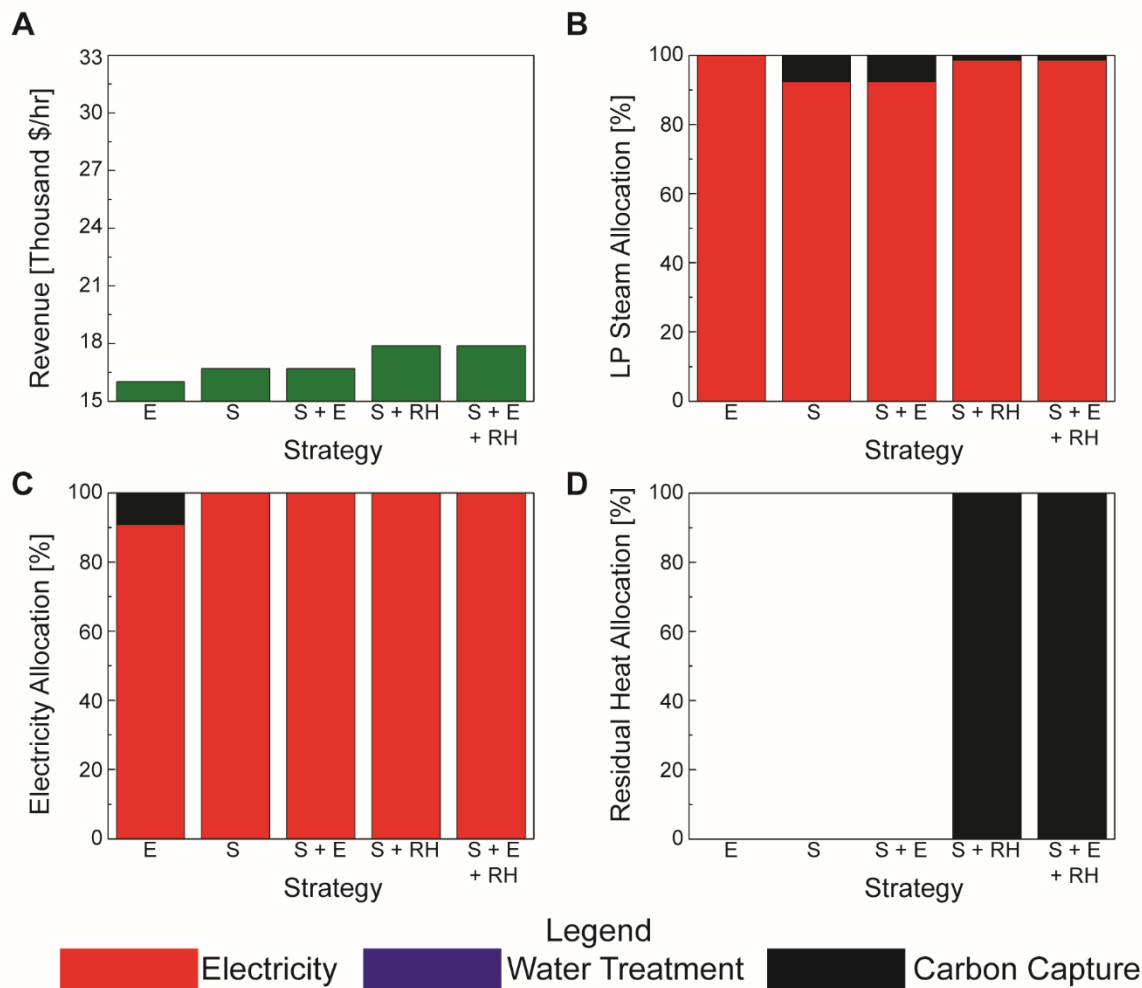 A
Revenue [Thousand $/hr]
33
30
27
24
21
18
15
E S S + E S + RH S + E
+ RH
Strategy
B
LP Steam Allocation [%]
100
80
60
40
20
0
E S S + E S + RH S + E
+ RH
Strategy
C
Electricity Allocation [%]
100
80
60
40
20
0
E S S + E S + RH S + E
+ RH
Strategy
D
Residual Heat Allocation [%]
100
80
60
40
20
0
E S S + E S + RH S + E
+ RH
Strategy
Legend
Electricity Water Treatment Carbon Capture